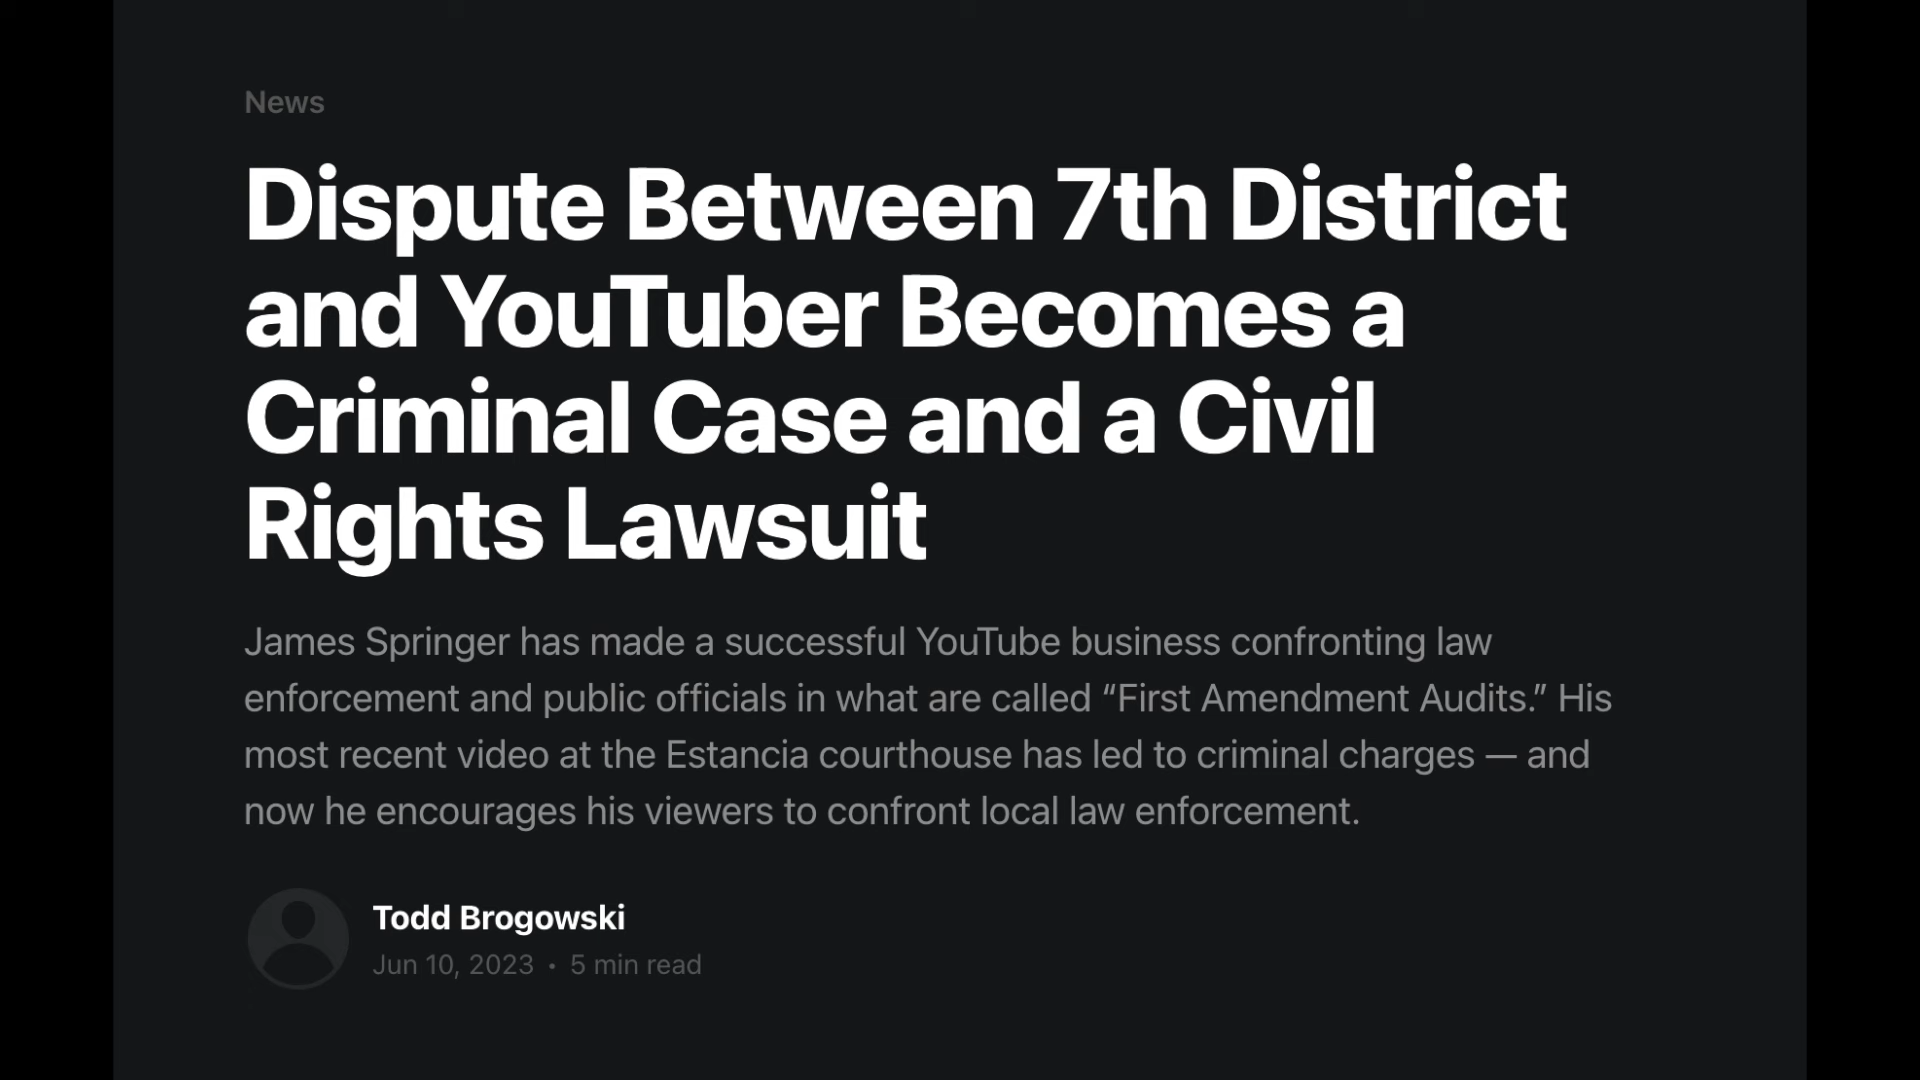 News
Dispute Between 7th District
and YouTuber Becomes a
Criminal Case and a Civil
Rights Lawsuit
James Springer has made a successful YouTube business confronting law
enforcement and public officials in what are called “First Amendment Audits.” His
most recent video at the Estancia courthouse has led to criminal charges — and
now he encourages his viewers to confront local law enforcement.
Todd Brogowski
Jun 10, 2023 • 5 min read